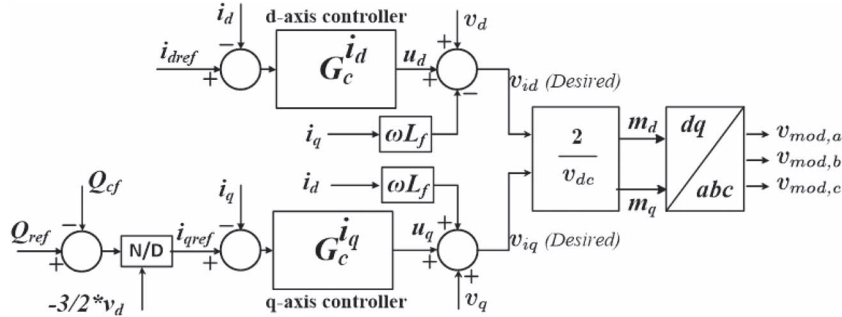 i_d d-axis controller v_d
i_dref − + G_c^{i_d} u_d + −
v_id (Desired)
i_q ωL_f
2 / v_dc
m_d
m_q
dq
abc
v_mod,a
v_mod,b
v_mod,c
Q_cf i_q i_d ωL_f
Q_ref − + N/D i_qref − + G_c^{i_q} u_q + + +
v_iq (Desired)
-3/2*v_d q-axis controller v_q